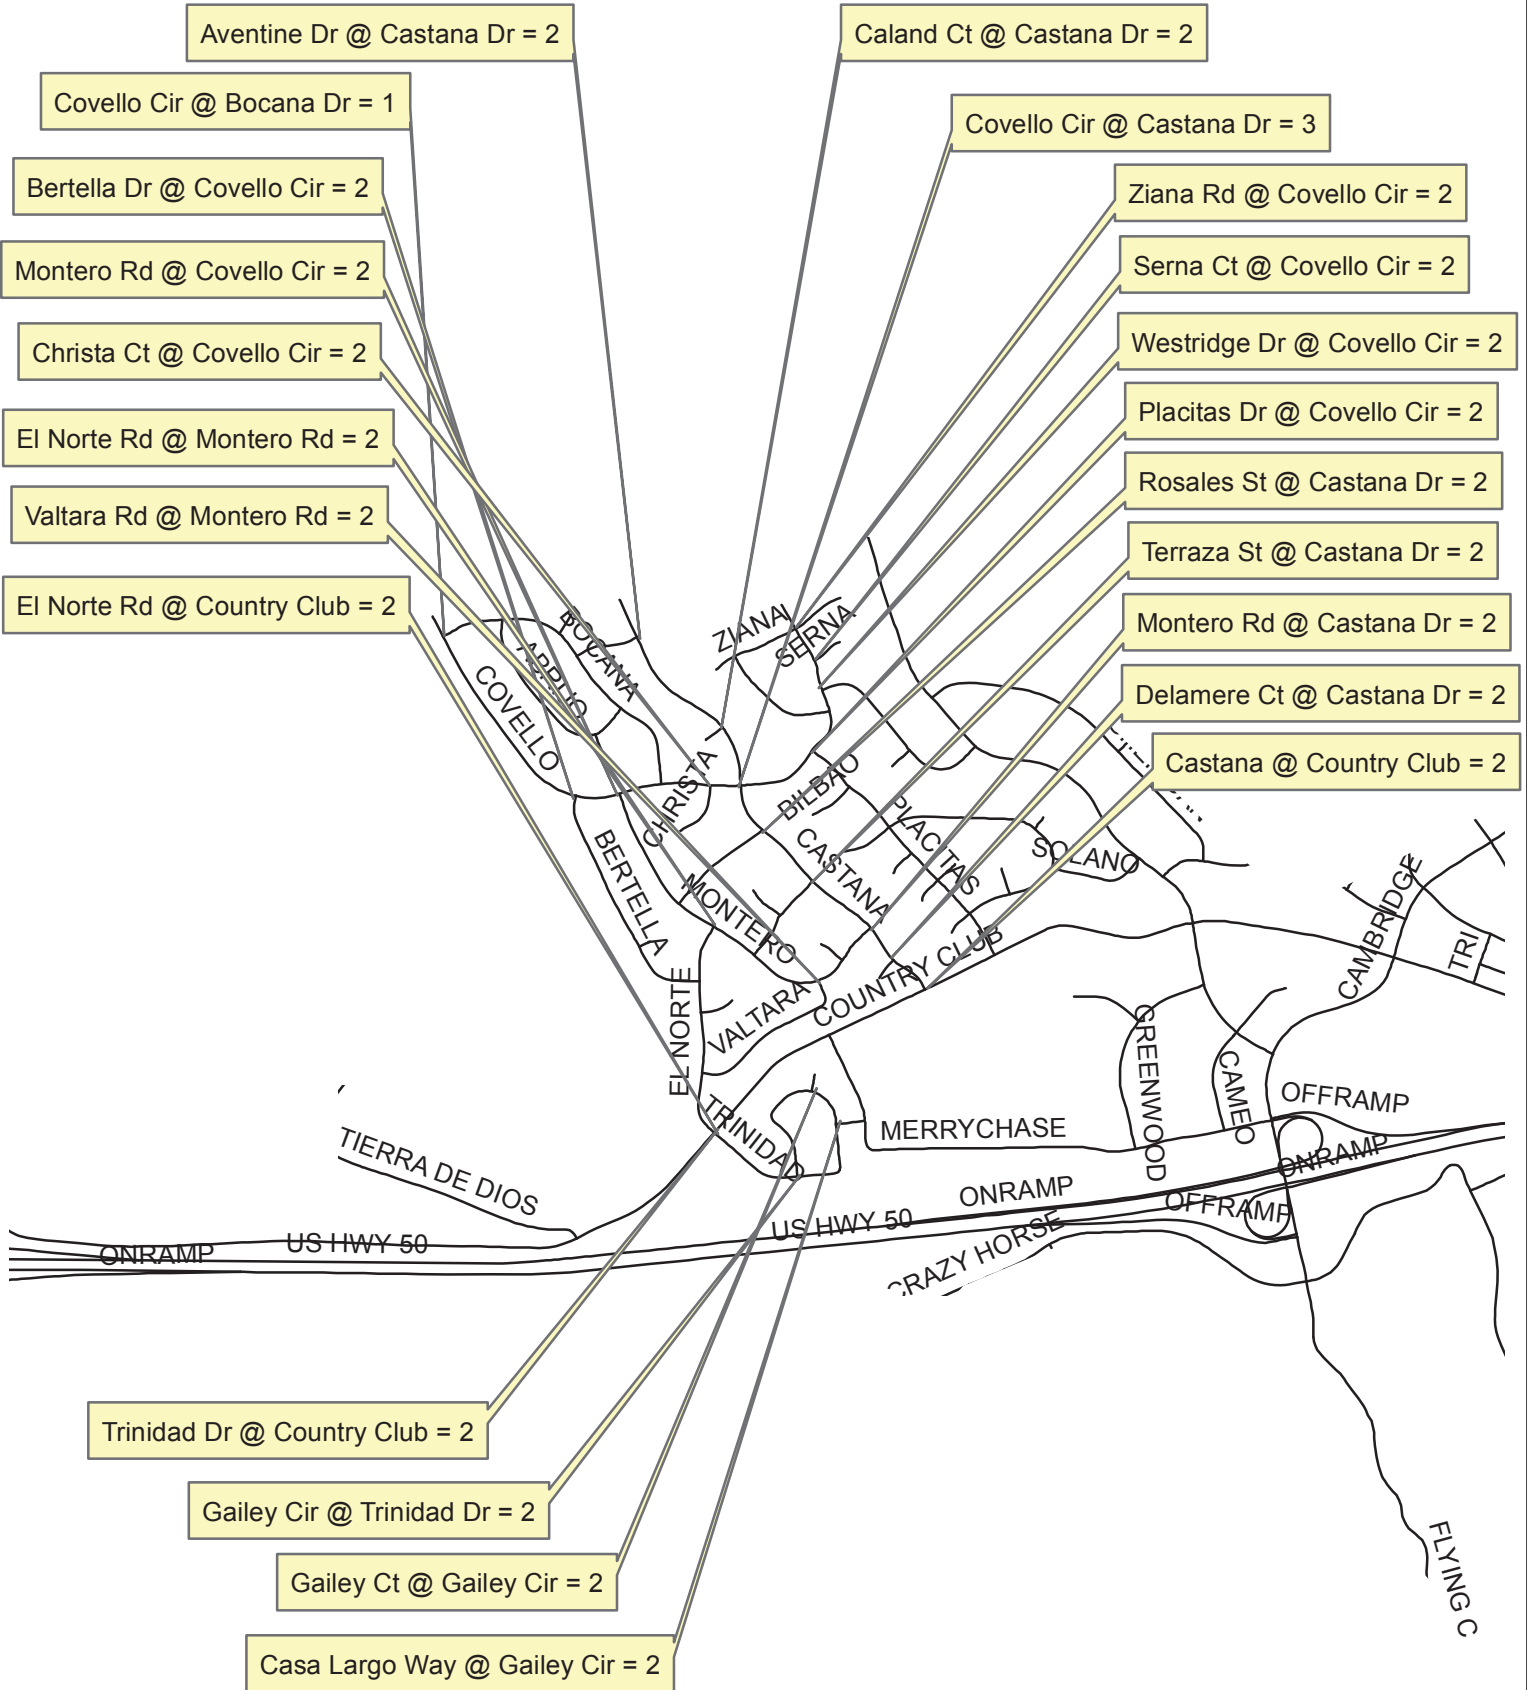 Aventine Dr @ Castana Dr = 2
Caland Ct @ Castana Dr = 2
Covello Cir @ Bocana Dr = 1
Covello Cir @ Castana Dr = 3
Bertella Dr @ Covello Cir = 2
Ziana Rd @ Covello Cir = 2
Montero Rd @ Covello Cir = 2
Serna Ct @ Covello Cir = 2
Christa Ct @ Covello Cir = 2
Westridge Dr @ Covello Cir = 2
El Norte Rd @ Montero Rd = 2
Placitas Dr @ Covello Cir = 2
Valtara Rd @ Montero Rd = 2
Rosales St @ Castana Dr = 2
El Norte Rd @ Country Club = 2
Terraza St @ Castana Dr = 2
Montero Rd @ Castana Dr = 2
Delamere Ct @ Castana Dr = 2
Castana @ Country Club = 2
ZIANA
SERNA
BOCANA
COVELLO
CHRISTA
BILBAO
PLACITAS
CASTANA
SOLANO
BERTELLA
MONTERO
CAMBRIDGE
TRI
COUNTRY CLUB
EL NORTE
VALTARA
GREENWOOD
CAMEO
OFFRAMP
TRINIDAD
MERRYCHASE
TIERRA DE DIOS
ONRAMP
ONRAMP
OFFRAMP
US HWY 50
US HWY 50
ONRAMP
CRAZY HORSE
FLYING C
Trinidad Dr @ Country Club = 2
Gailey Cir @ Trinidad Dr = 2
Gailey Ct @ Gailey Cir = 2
Casa Largo Way @ Gailey Cir = 2